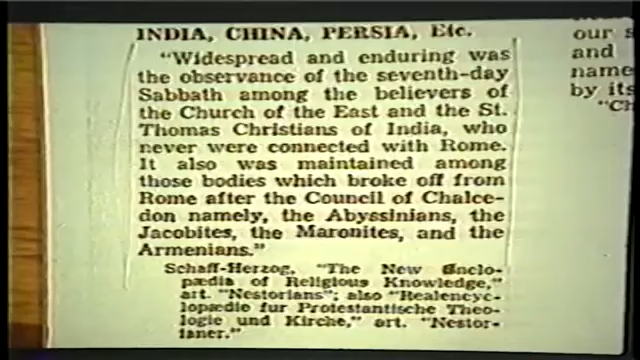 INDIA, CHINA, PERSIA, Etc.
"Widespread and enduring was
the observance of the seventh-day
Sabbath among the believers of
the Church of the East and the St.
Thomas Christians of India, who
never were connected with Rome.
It also was maintained among
those bodies which broke off from
Rome after the Council of Chalce-
don namely, the Abyssinians, the
Jacobites, the Maronites, and the
Armenians."
Schaff-Herzog, "The New Enclo-
pædia of Religious Knowledge,"
art. "Nestorians"; also "Realencyc-
lopædie fur Protestantische Theo-
logie und Kirche," art. "Nestor-
ianer."
our s
and
name
by its
"Ch